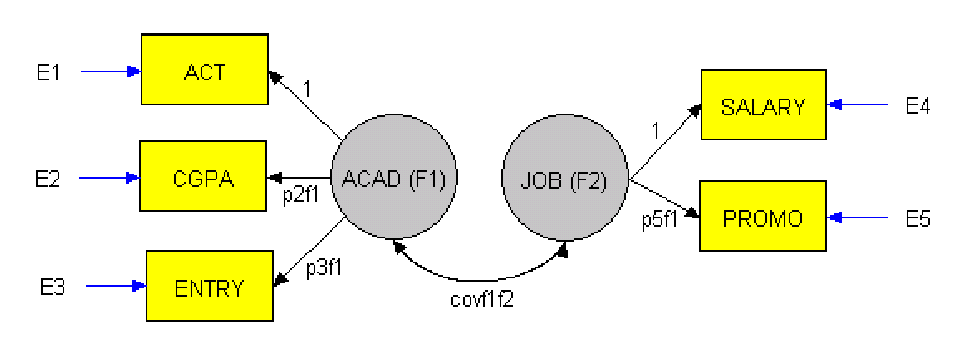 E1
ACT
1
E2
CGPA
p2f1
ACAD (F1)
E3
ENTRY
p3f1
covf1f2
JOB (F2)
1
SALARY
E4
p5f1
PROMO
E5